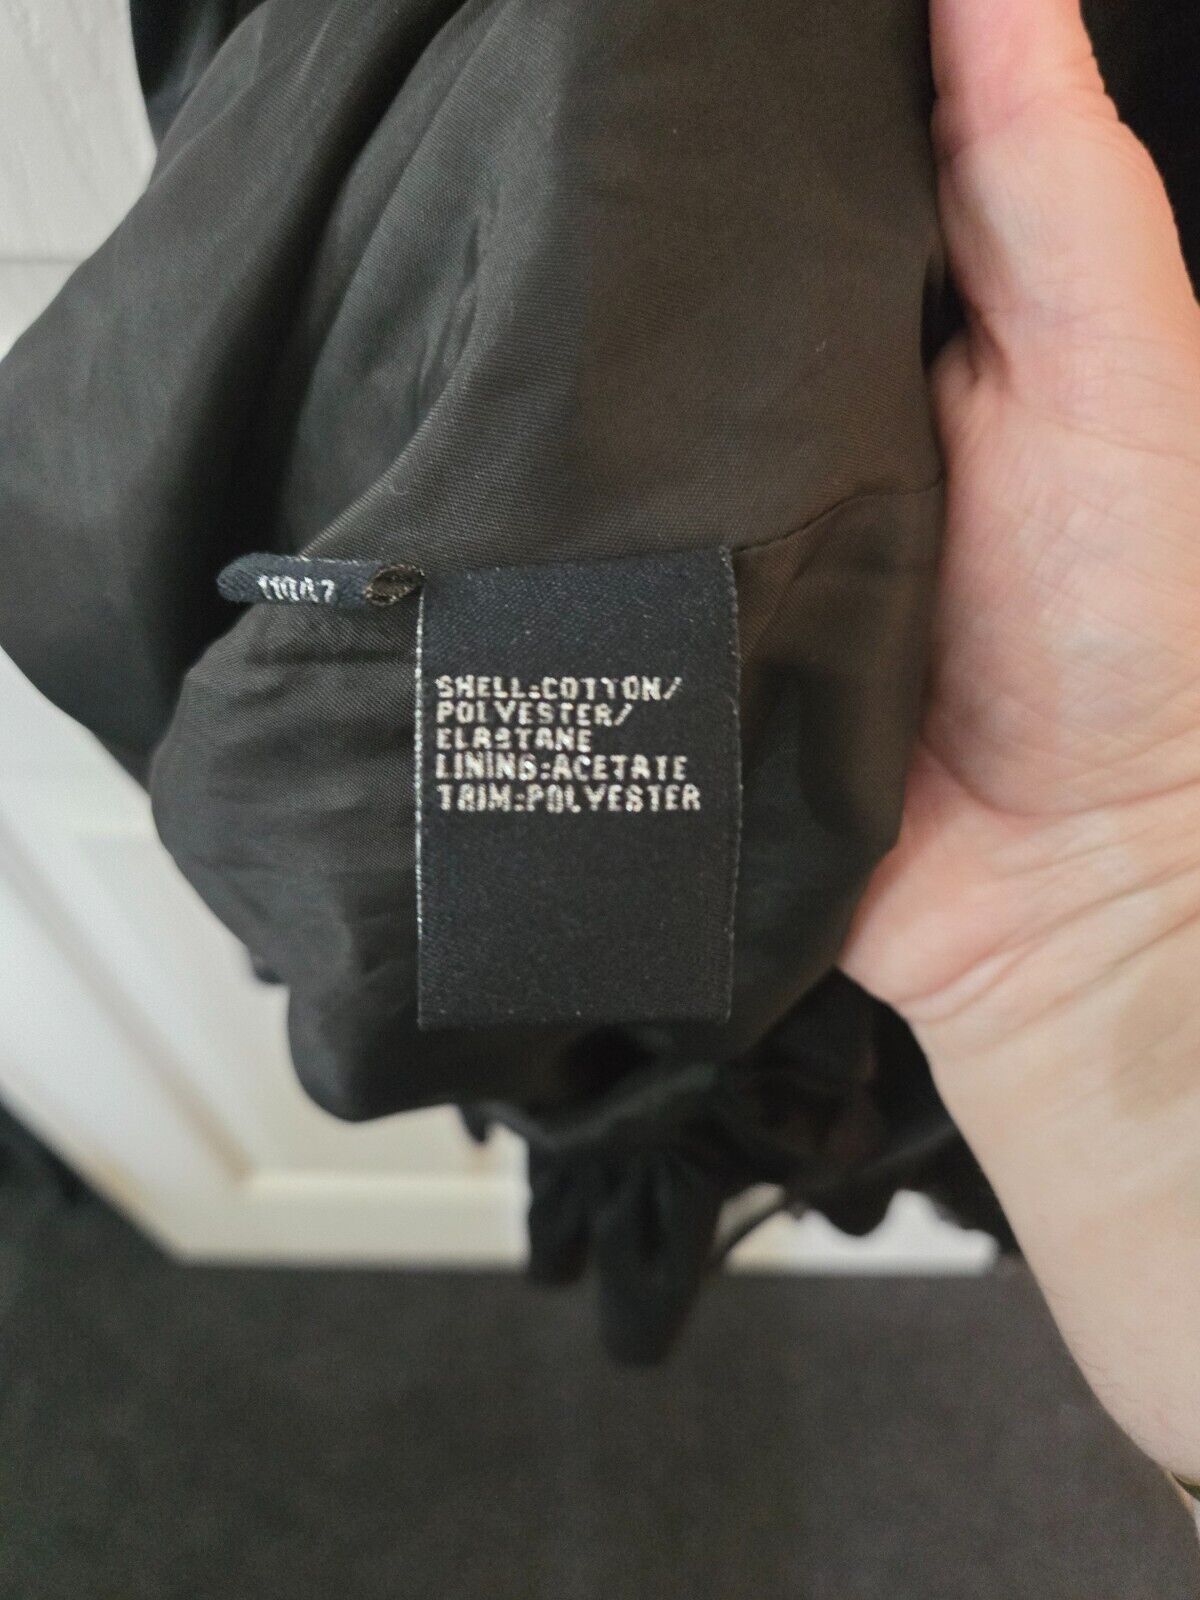 SHELL:COTTON/
POLYESTER/
ELASTANE
LINING:ACETATE
TRIM:POLYESTER